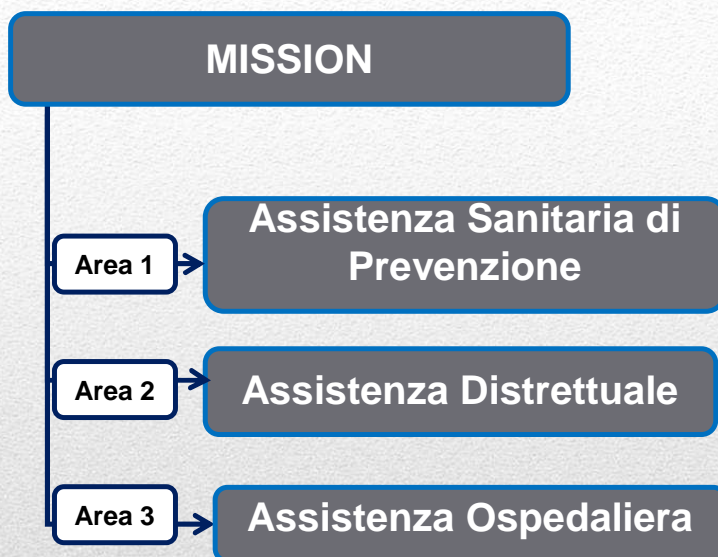 MISSION
Area 1
Assistenza Sanitaria di
Prevenzione
Area 2
Assistenza Distrettuale
Area 3
Assistenza Ospedaliera